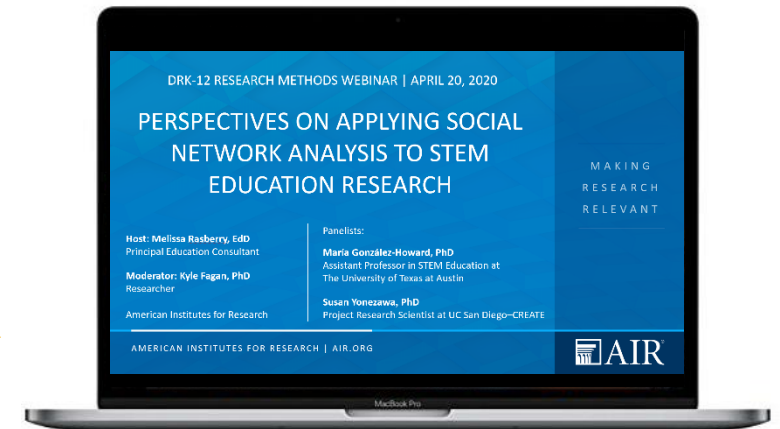 DRK-12 RESEARCH METHODS WEBINAR | APRIL 20, 2020
PERSPECTIVES ON APPLYING SOCIAL
NETWORK ANALYSIS TO STEM
EDUCATION RESEARCH
MAKING
RESEARCH
RELEVANT
Host: Melissa Rasberry, EdD
Principal Education Consultant
Moderator: Kyle Fagan, PhD
Researcher
American Institutes for Research
Panelists:
María González-Howard, PhD
Assistant Professor in STEM Education at
The University of Texas at Austin
Susan Yonezawa, PhD
Project Research Scientist at UC San Diego–CREATE
AMERICAN INSTITUTES FOR RESEARCH | AIR.ORG
AIR
MacBook Pro